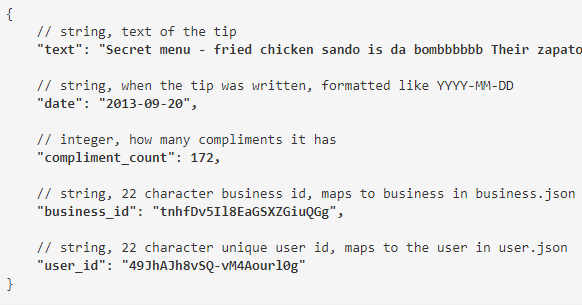 {
// string, text of the tip
"text": "Secret menu - fried chicken sando is da bombbbbbb Their zapato
// string, when the tip was written, formatted like YYYY-MM-DD
"date": "2013-09-20",
// integer, how many compliments it has
"compliment_count": 172,
// string, 22 character business id, maps to business in business.json
"business_id": "tnhfDv5Il8EaGSXZGiuQGg",
// string, 22 character unique user id, maps to the user in user.json
"user_id": "49JhAJh8vSQ-vM4Aourl0g"
}